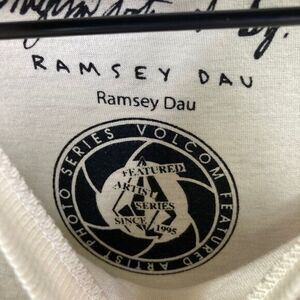 RAMSEY DAU
Ramsey Dau
VOLCOM FEATURED ARTIST PHOTO SERIES
FEATURED
ARTIST
SERIES
SINCE 1995